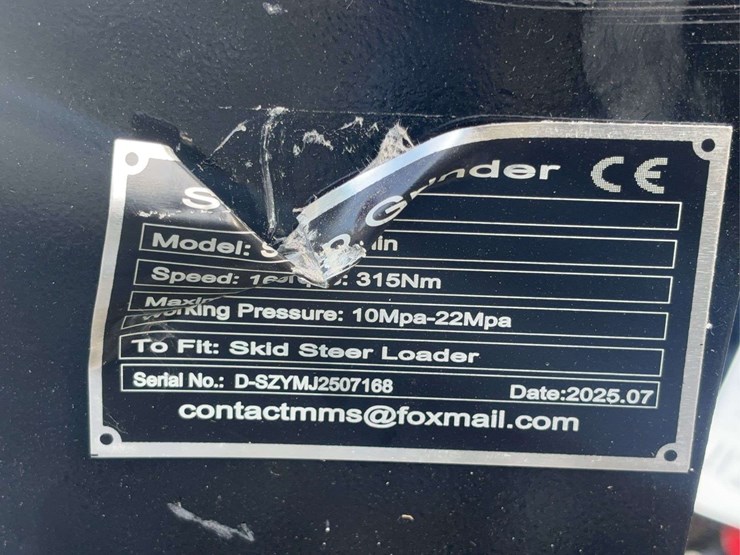 Grinder CE
Model:
Speed: 315Nm
Working Pressure: 10Mpa-22Mpa
To Fit: Skid Steer Loader
Serial No.: D-SZYMJ2507168 Date:2025.07
contactmms@foxmail.com